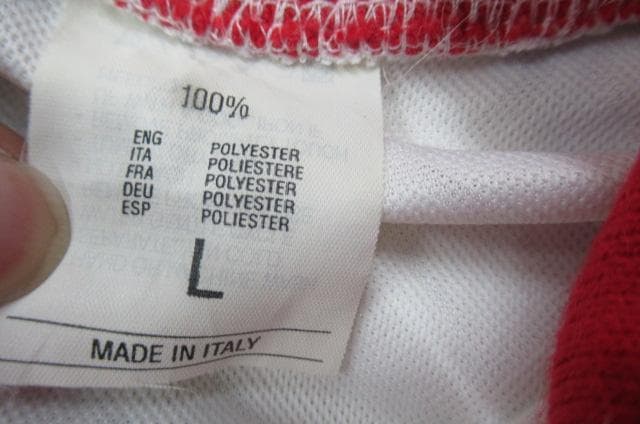 100%
ENG POLYESTER
ITA POLIESTERE
FRA POLYESTER
DEU POLYESTER
ESP POLIESTER
L
MADE IN ITALY